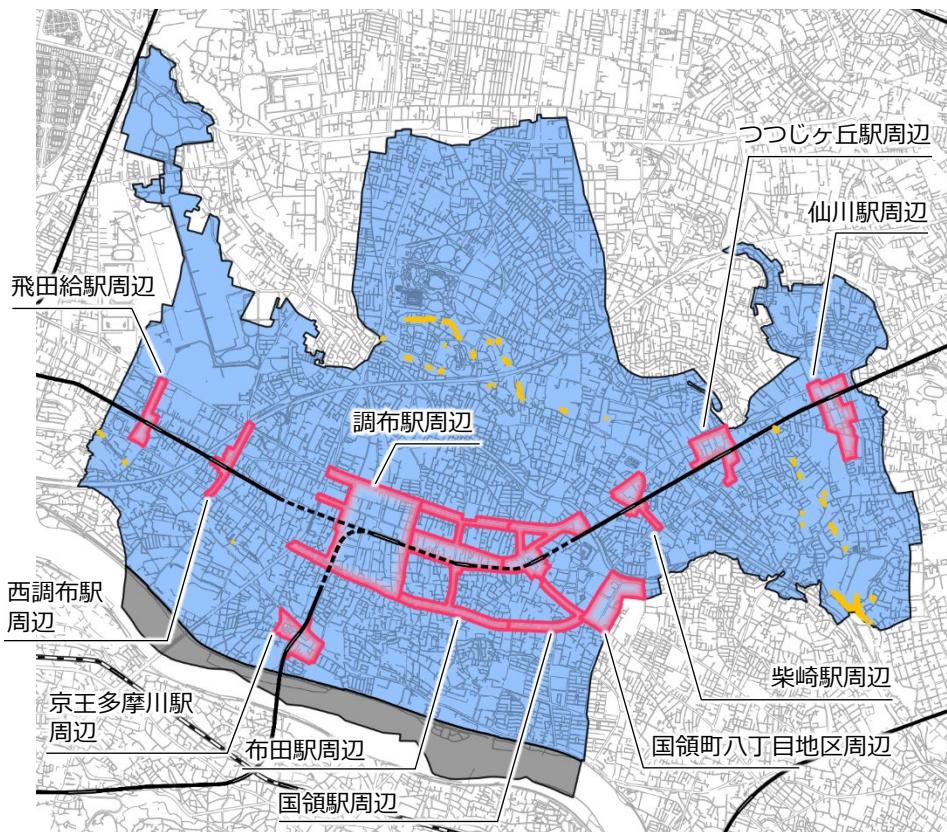 つつじヶ丘駅周辺
仙川駅周辺
飛田給駅周辺
調布駅周辺
西調布駅
周辺
京王多摩川駅
周辺
布田駅周辺
国領駅周辺
柴崎駅周辺
国領町八丁目地区周辺